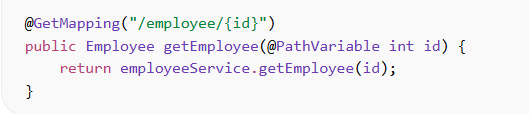 @GetMapping("/employee/{id}")
public Employee getEmployee(@PathVariable int id) {
    return employeeService.getEmployee(id);
}